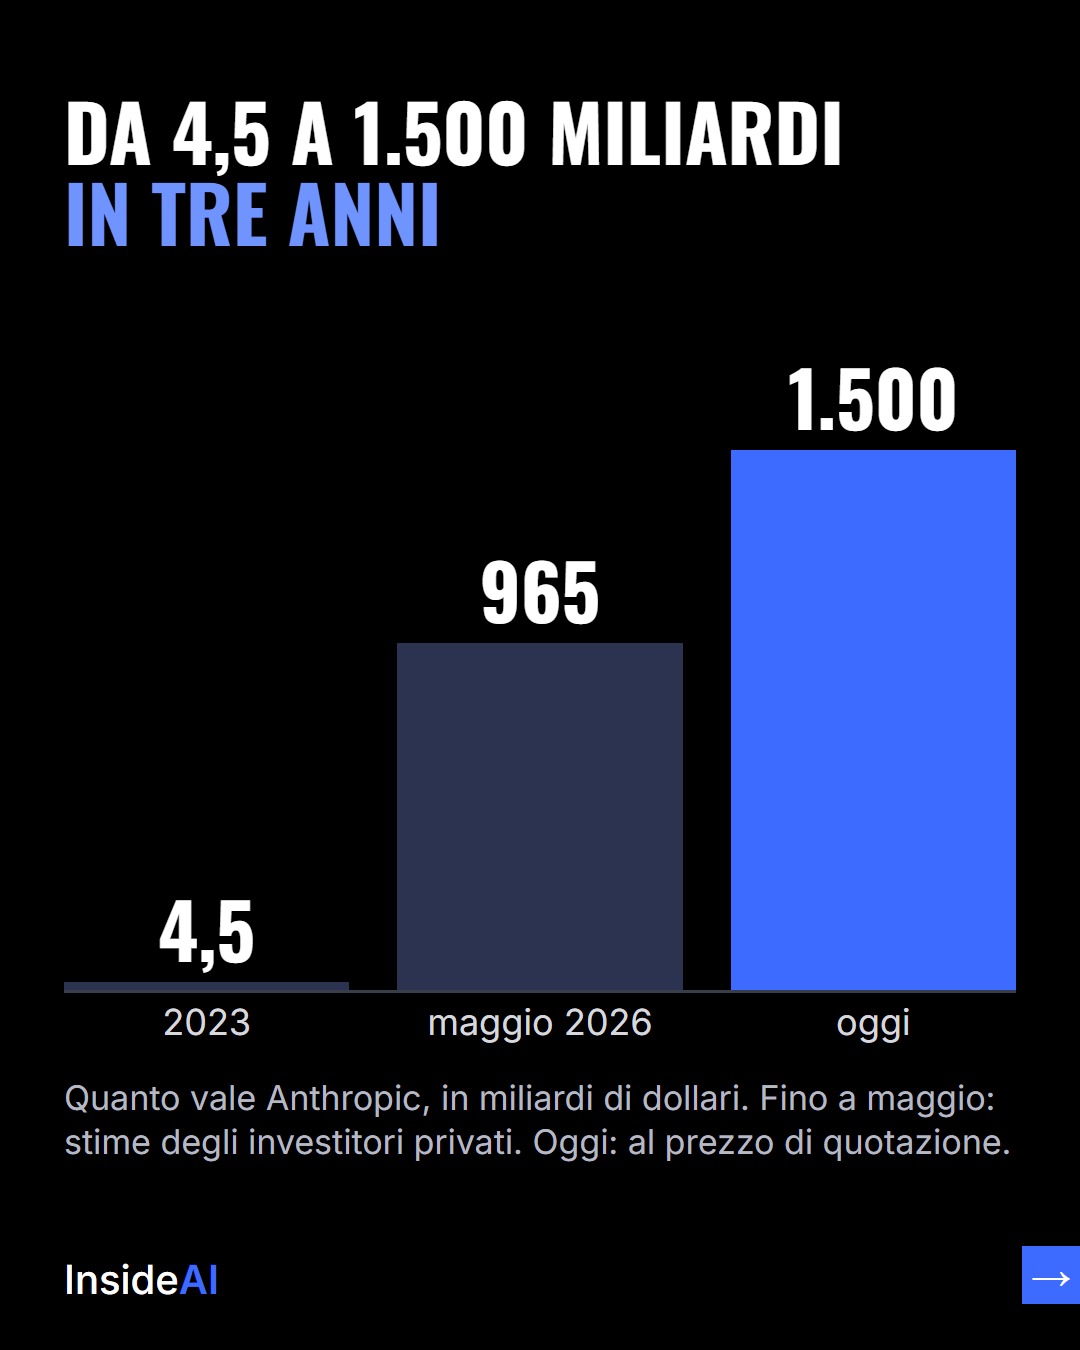 DA 4,5 A 1.500 MILIARDI
IN TRE ANNI
1.500
965
4,5
2023
maggio 2026
oggi
Quanto vale Anthropic, in miliardi di dollari. Fino a maggio:
stime degli investitori privati. Oggi: al prezzo di quotazione.
InsideAI
→